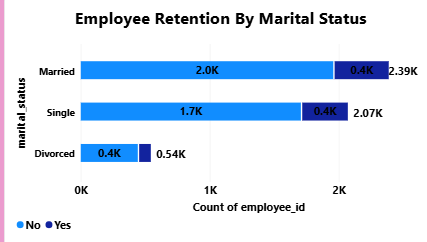 Employee Retention By Marital Status
marital_status
Married 2.0K 0.4K 2.39K
Single 1.7K 0.4K 2.07K
Divorced 0.4K 0.54K
0K 1K 2K
Count of employee_id
No Yes